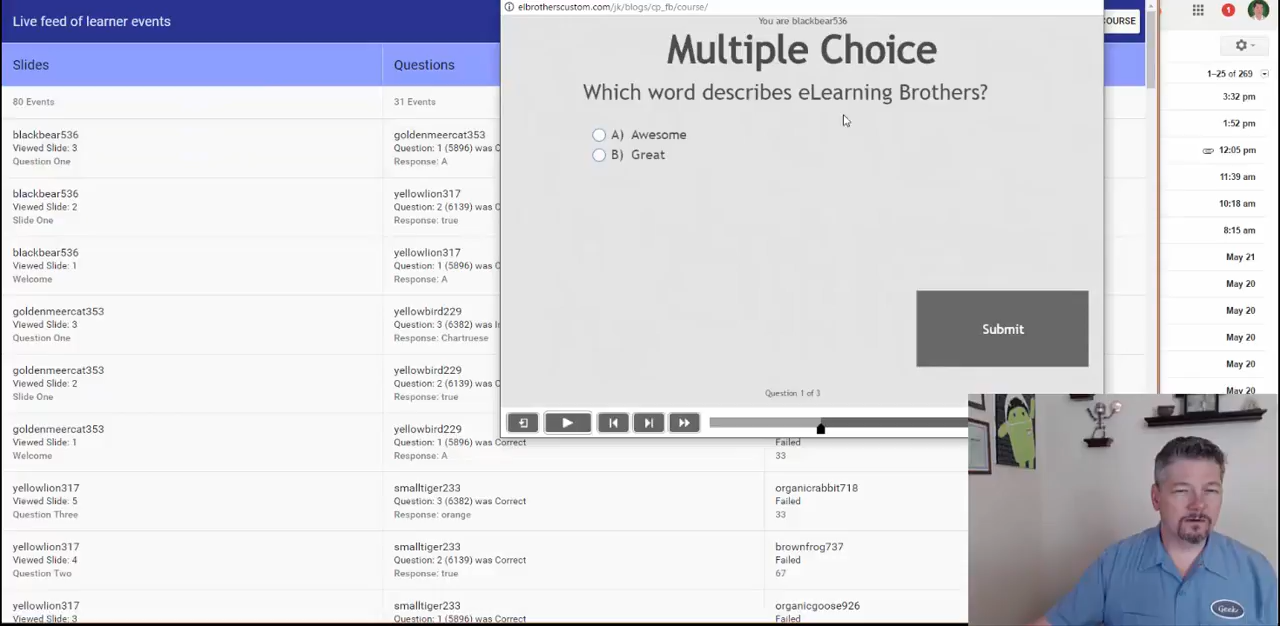 Live feed of learner events
Slides
Questions
80 Events
31 Events
blackbear536
Viewed Slide: 3
Question One
blackbear536
Viewed Slide: 2
Slide One
blackbear536
Viewed Slide: 1
Welcome
goldenmeercat353
Viewed Slide: 3
Question One
goldenmeercat353
Viewed Slide: 2
Slide One
goldenmeercat353
Viewed Slide: 1
Welcome
yellowlion317
Viewed Slide: 5
Question Three
yellowlion317
Viewed Slide: 4
Question Two
yellowlion317
Viewed Slide: 3
goldenmeercat353
Question: 1 (5896) was C
Response: A
yellowlion317
Question: 2 (6139) was C
Response: true
yellowlion317
Question: 1 (5896) was C
Response: A
yellowbird229
Question: 3 (6382) was In
Response: Chartruese
yellowbird229
Question: 2 (6139) was C
Response: true
yellowbird229
Question: 1 (5896) was Correct
Response: A
smalltiger233
Question: 3 (6382) was Correct
Response: orange
smalltiger233
Question: 2 (6139) was Correct
Response: true
smalltiger233
Question: 1 (5896) was Correct
Failed
33
organicrabbit718
Failed
33
brownfrog737
Failed
67
organicgoose926
Failed
elbrotherscustom.com/jk/blogs/cp_fb/course/
You are blackbear536
Multiple Choice
Which word describes eLearning Brothers?
A) Awesome
B) Great
Submit
Question 1 of 3
OURSE
1
1–25 of 269
3:32 pm
1:52 pm
12:05 pm
11:39 am
10:18 am
8:15 am
May 21
May 20
May 20
May 20
May 20
May 20
Geek